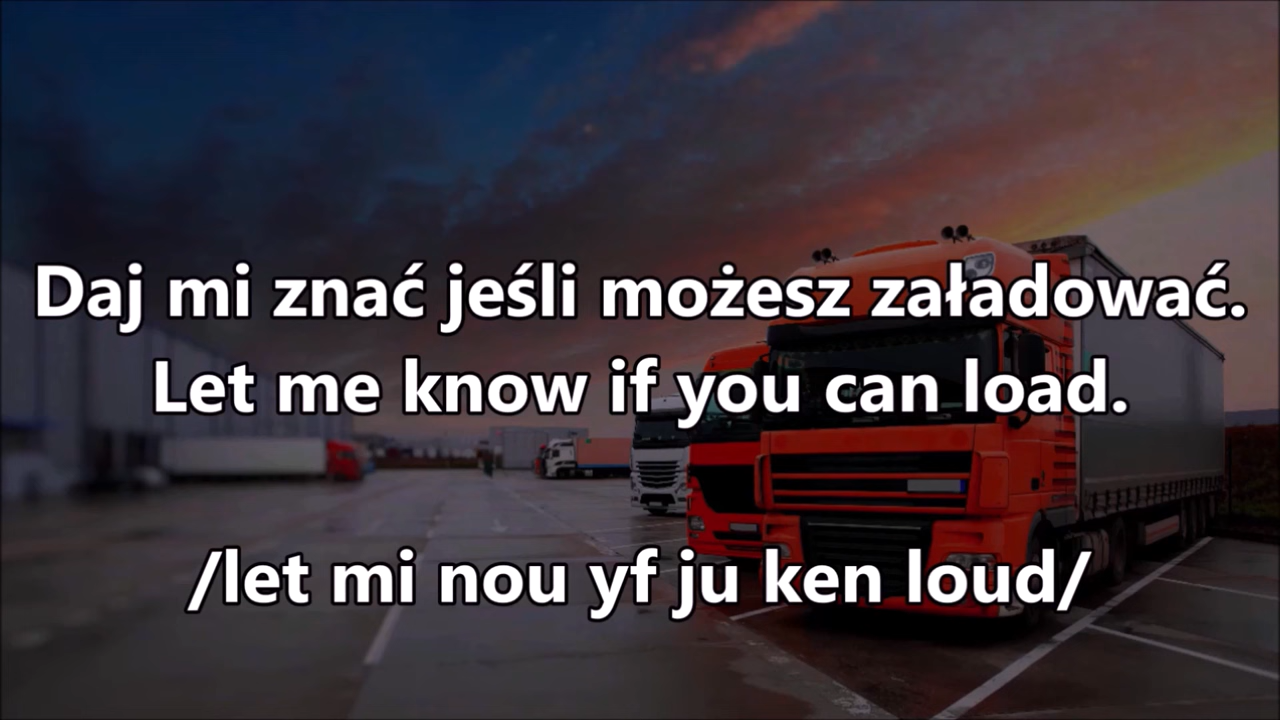 Daj mi znać jeśli możesz załadować.
Let me know if you can load.
/let mi nou yf ju ken loud/